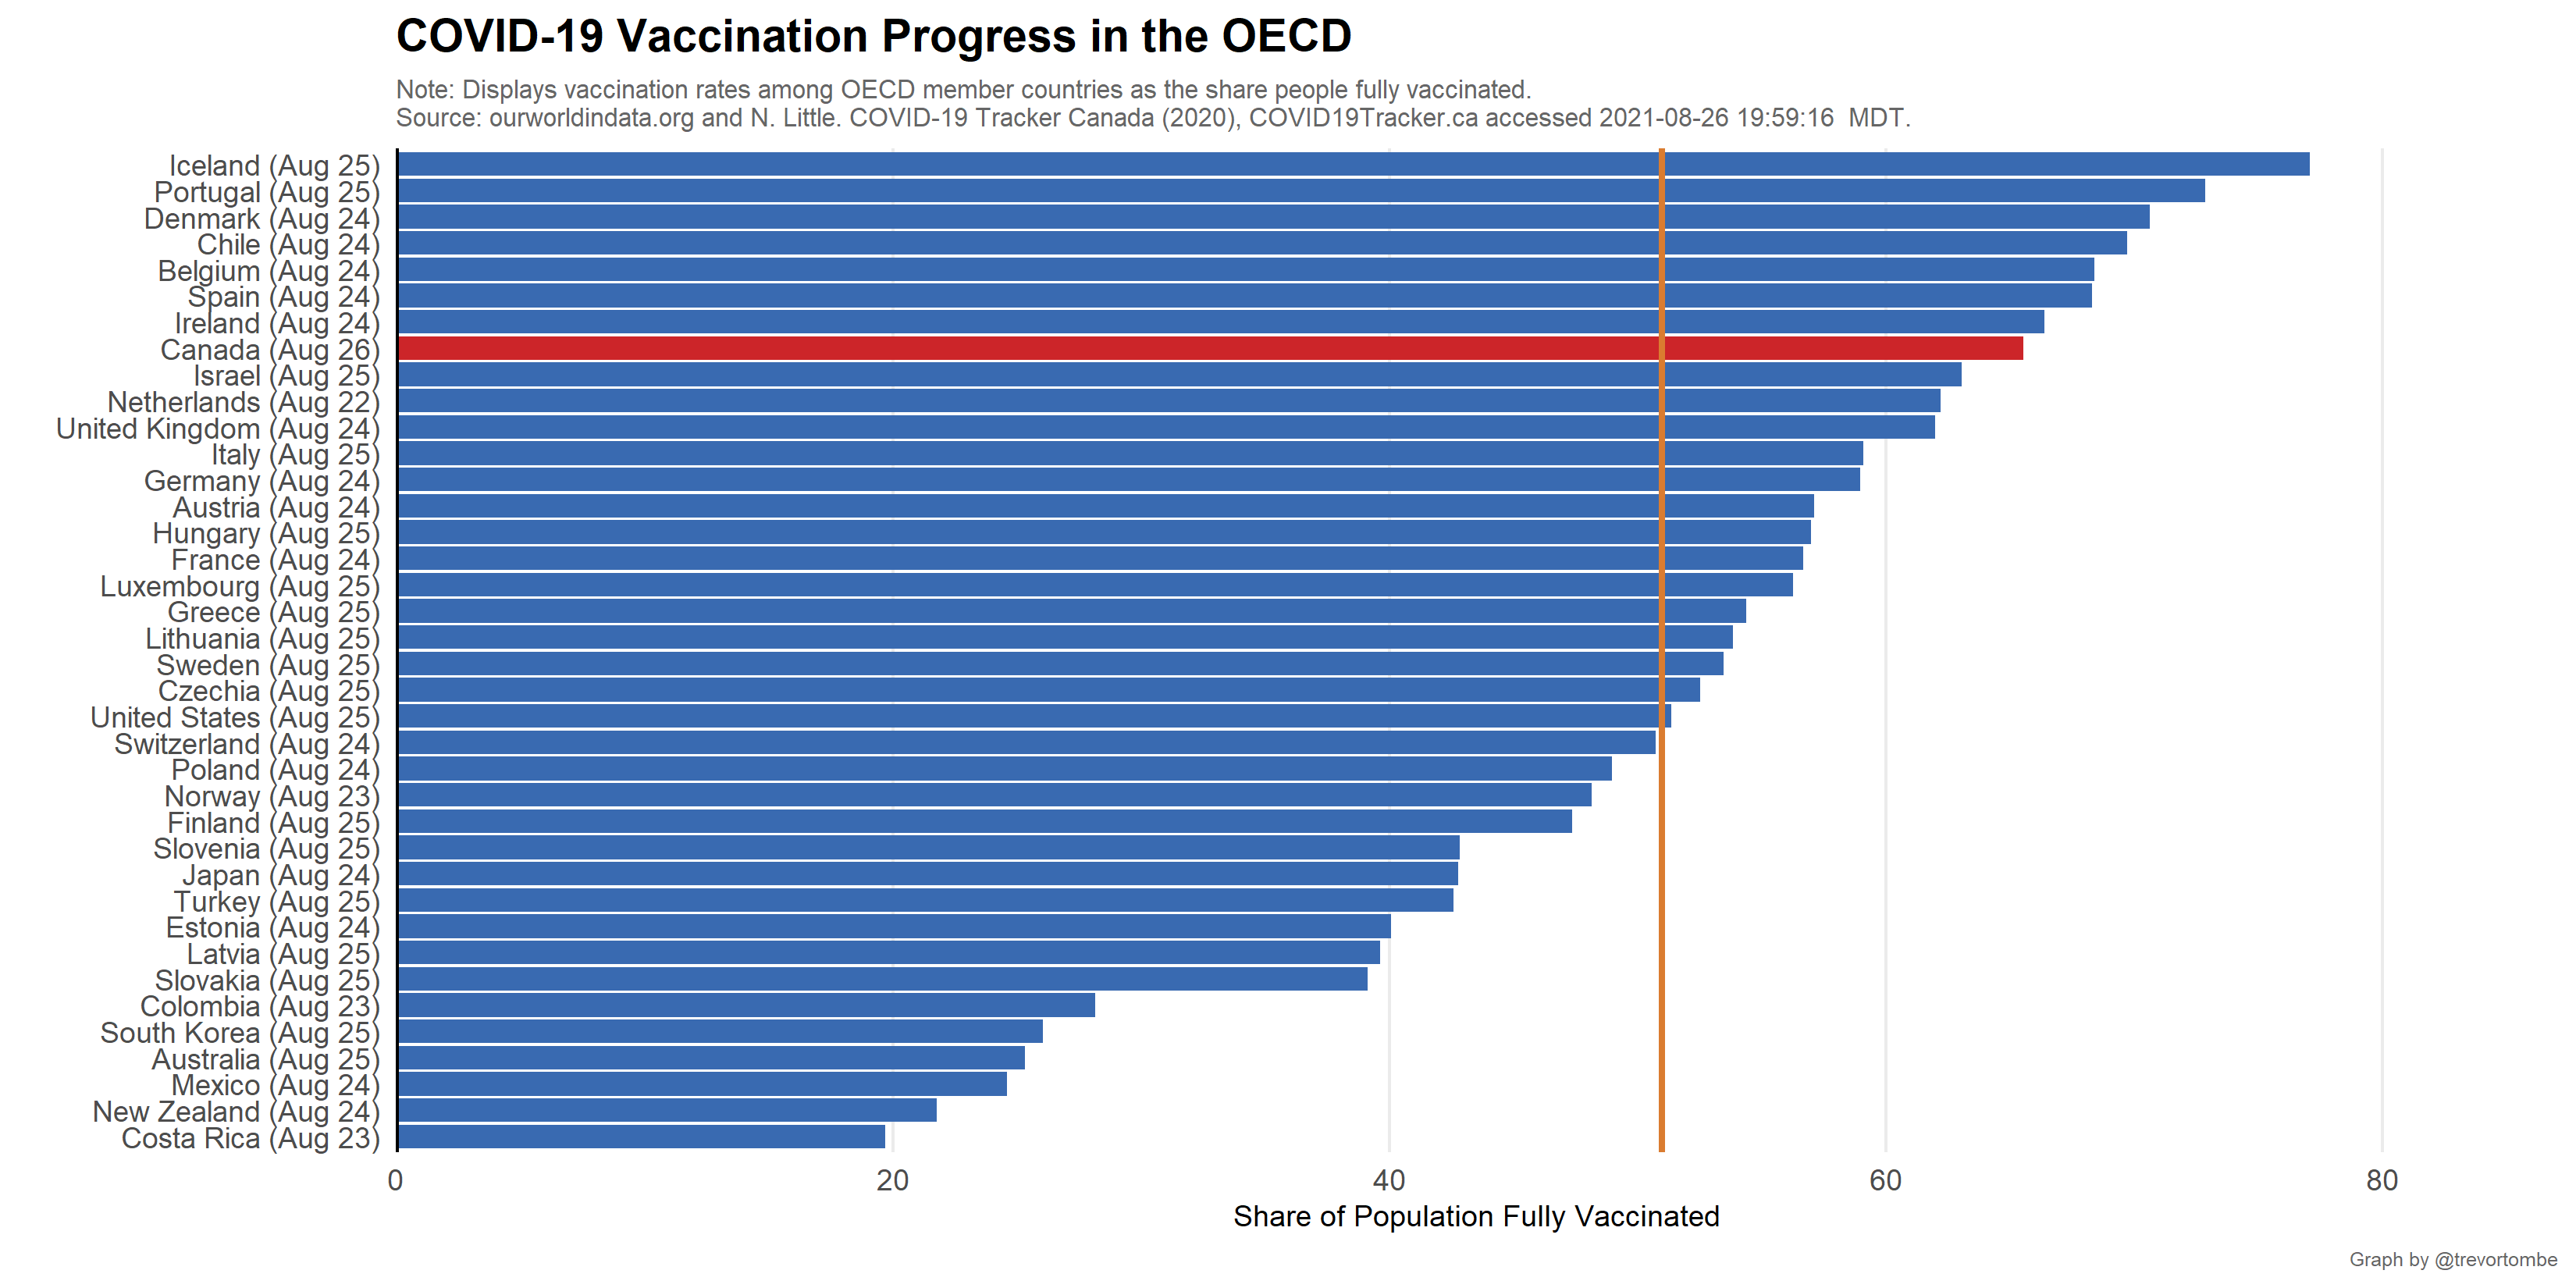 COVID-19 Vaccination Progress in the OECD
Note: Displays vaccination rates among OECD member countries as the share people fully vaccinated.
Source: ourworldindata.org and N. Little. COVID-19 Tracker Canada (2020), COVID19Tracker.ca accessed 2021-08-26 19:59:16  MDT.
Iceland (Aug 25)
Portugal (Aug 25)
Denmark (Aug 24)
Chile (Aug 24)
Belgium (Aug 24)
Spain (Aug 24)
Ireland (Aug 24)
Canada (Aug 26)
Israel (Aug 25)
Netherlands (Aug 22)
United Kingdom (Aug 24)
Italy (Aug 25)
Germany (Aug 24)
Austria (Aug 24)
Hungary (Aug 25)
France (Aug 24)
Luxembourg (Aug 25)
Greece (Aug 25)
Lithuania (Aug 25)
Sweden (Aug 25)
Czechia (Aug 25)
United States (Aug 25)
Switzerland (Aug 24)
Poland (Aug 24)
Norway (Aug 23)
Finland (Aug 25)
Slovenia (Aug 25)
Japan (Aug 24)
Turkey (Aug 25)
Estonia (Aug 24)
Latvia (Aug 25)
Slovakia (Aug 25)
Colombia (Aug 23)
South Korea (Aug 25)
Australia (Aug 25)
Mexico (Aug 24)
New Zealand (Aug 24)
Costa Rica (Aug 23)
0 20 40 60 80
Share of Population Fully Vaccinated
Graph by @trevortombe